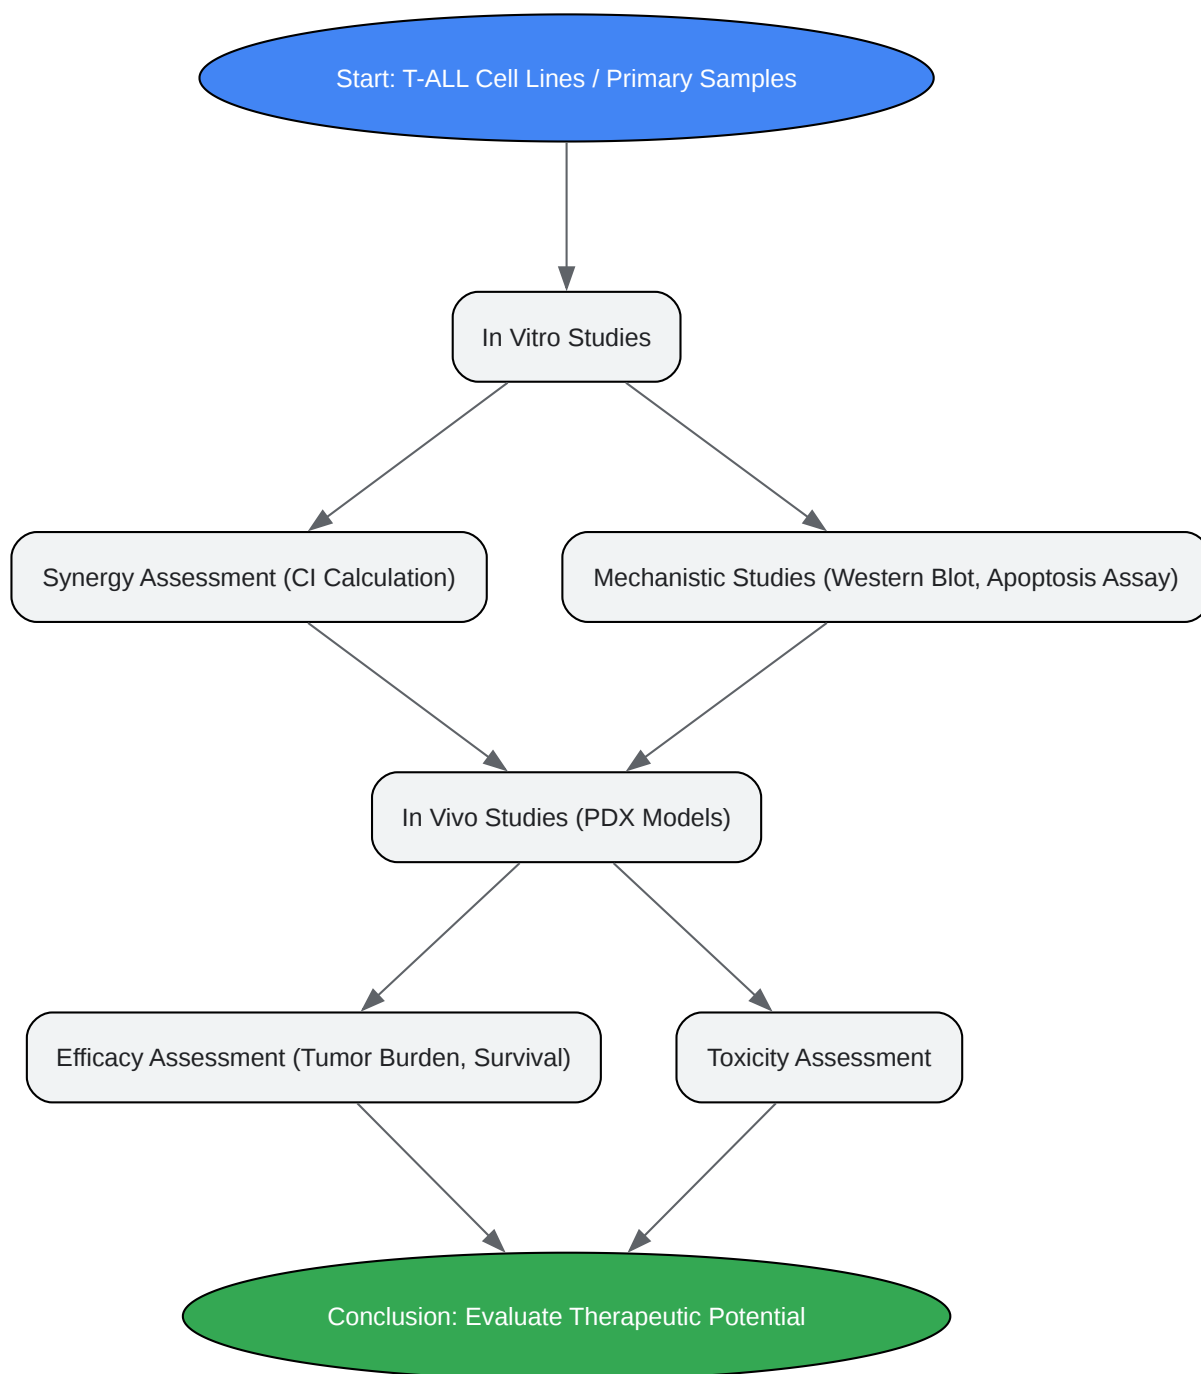 Start: T-ALL Cell Lines / Primary Samples
In Vitro Studies
Synergy Assessment (CI Calculation)
Mechanistic Studies (Western Blot, Apoptosis Assay)
In Vivo Studies (PDX Models)
Efficacy Assessment (Tumor Burden, Survival)
Toxicity Assessment
Conclusion: Evaluate Therapeutic Potential